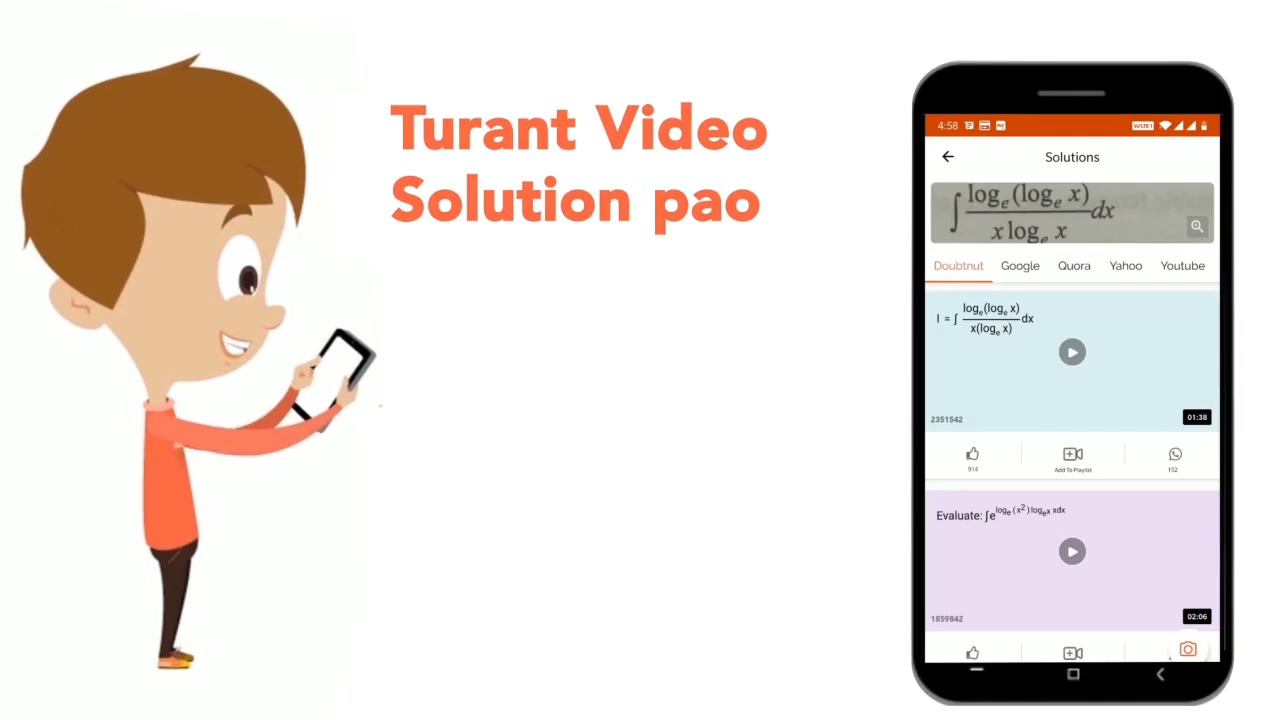 Turant Video
Solution pao
4:58
VoLTE1
Solutions
∫ logₑ(logₑ x) / x logₑ x dx
Doubtnut Google Quora Yahoo Youtube
I = ∫ logₑ(logₑ x) / x(logₑ x) dx
2351542 01:38
914 Add To Playlist 152
Evaluate: ∫e^logₑ(x²)logₑx xdx
1859842 02:06